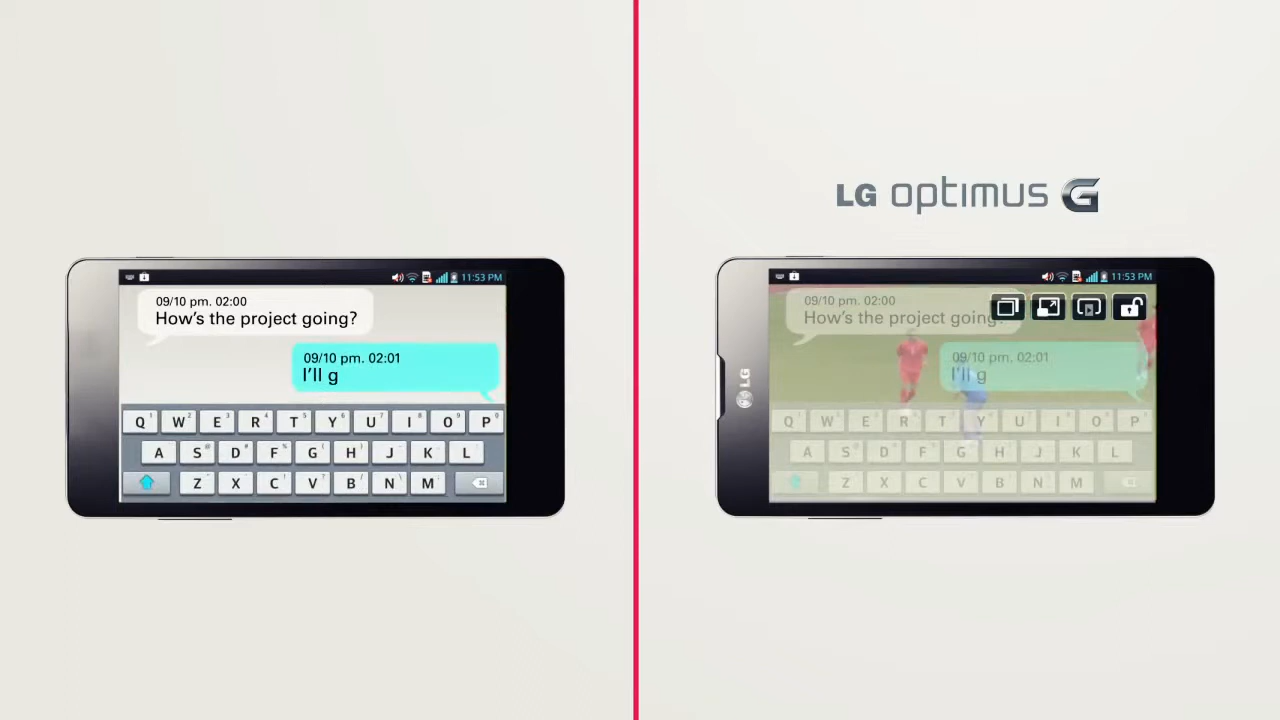 11:53 PM
09/10 pm. 02:00
How's the project going?
09/10 pm. 02:01
I'll g
Q W E R T Y U I O P
A S D F G H J K L
Z X C V B N M
LG optimus G
11:53 PM
09/10 pm. 02:00
How's the project going?
09/10 pm. 02:01
I'll g
LG
Q W E R T Y U I O P
A S D F G H J K L
Z X C V B N M